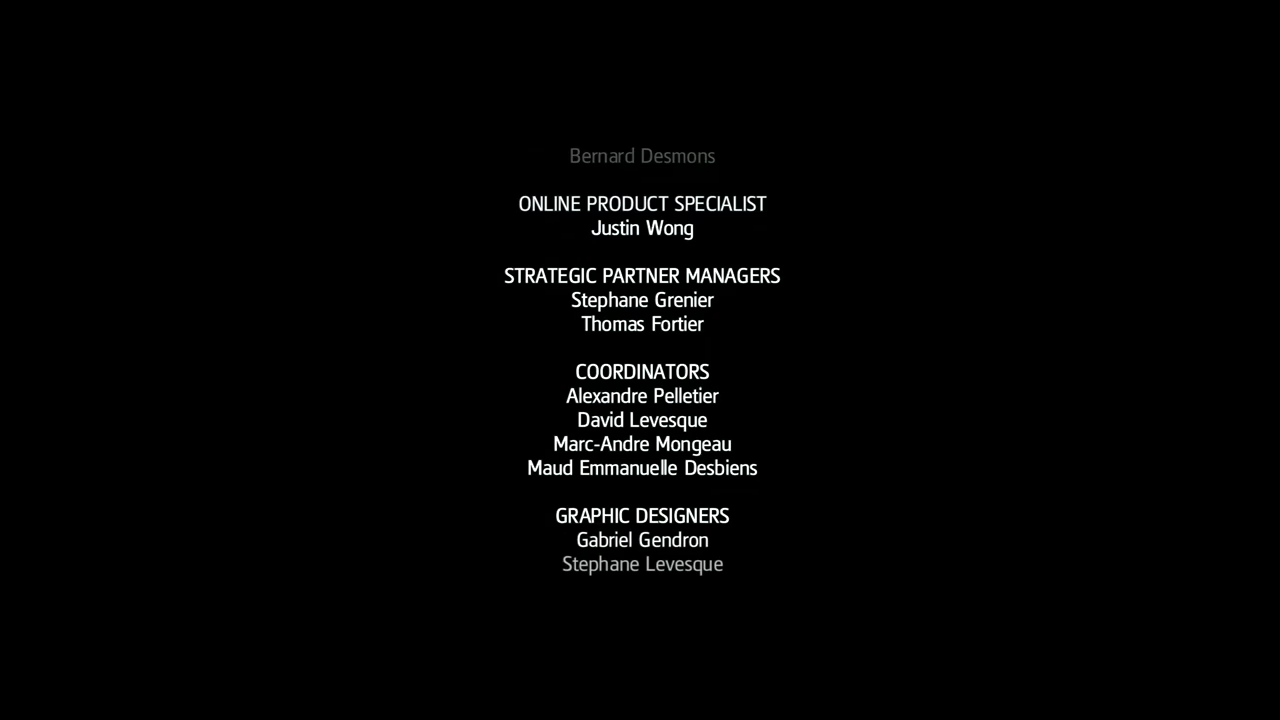 Bernard Desmons
ONLINE PRODUCT SPECIALIST
Justin Wong
STRATEGIC PARTNER MANAGERS
Stephane Grenier
Thomas Fortier
COORDINATORS
Alexandre Pelletier
David Levesque
Marc-Andre Mongeau
Maud Emmanuelle Desbiens
GRAPHIC DESIGNERS
Gabriel Gendron
Stephane Levesque